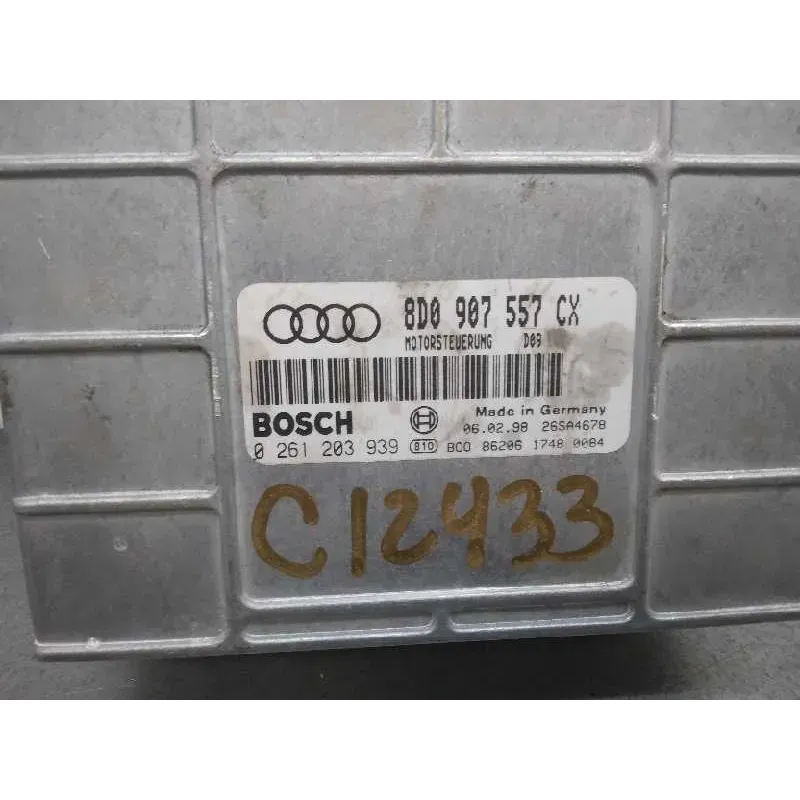 8D0 907 557 CX
MOTORSTEUERUNG D09
BOSCH Made in Germany
06.02.98 26SA4678
0 261 203 939 810 BCO 86206 1748 0084
C12433